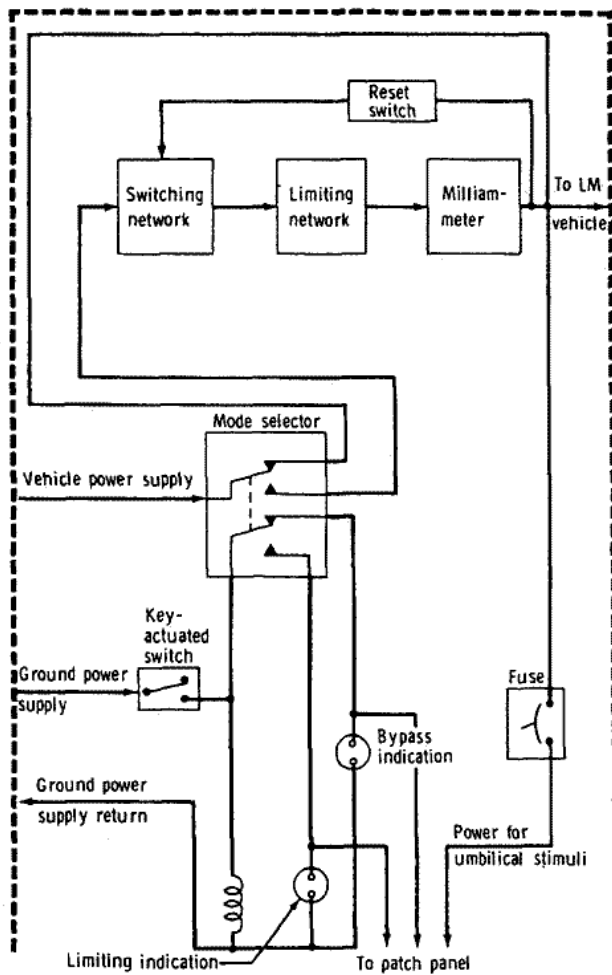 Reset
switch
Switching
network
Limiting
network
Milliam-
meter
To LM
vehicle
Mode selector
Vehicle power supply
Key-
actuated
switch
Ground power
supply
Fuse
Bypass
indication
Ground power
supply return
Power for
umbilical stimuli
Limiting indication
To patch panel